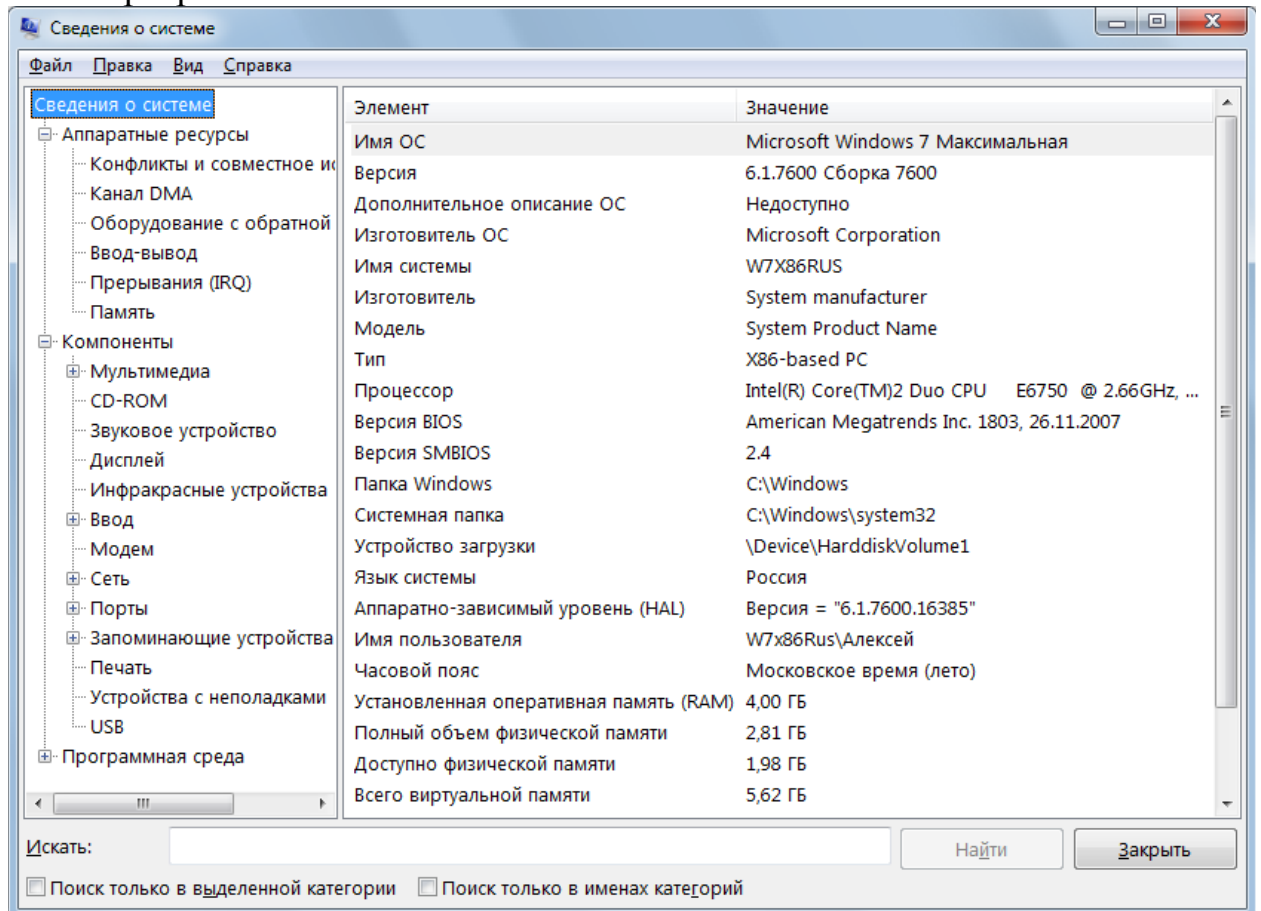 Сведения о системе
Файл Правка Вид Справка
Сведения о системе
Аппаратные ресурсы
Конфликты и совместное ис
Канал DMA
Оборудование с обратной
Ввод-вывод
Прерывания (IRQ)
Память
Компоненты
Мультимедиа
CD-ROM
Звуковое устройство
Дисплей
Инфракрасные устройства
Ввод
Модем
Сеть
Порты
Запоминающие устройства
Печать
Устройства с неполадками
USB
Программная среда
Элемент Значение
Имя ОС Microsoft Windows 7 Максимальная
Версия 6.1.7600 Сборка 7600
Дополнительное описание ОС Недоступно
Изготовитель ОС Microsoft Corporation
Имя системы W7X86RUS
Изготовитель System manufacturer
Модель System Product Name
Тип X86-based PC
Процессор Intel(R) Core(TM)2 Duo CPU E6750 @ 2.66GHz, ...
Версия BIOS American Megatrends Inc. 1803, 26.11.2007
Версия SMBIOS 2.4
Папка Windows C:\Windows
Системная папка C:\Windows\system32
Устройство загрузки \Device\HarddiskVolume1
Язык системы Россия
Аппаратно-зависимый уровень (HAL) Версия = "6.1.7600.16385"
Имя пользователя W7x86Rus\Алексей
Часовой пояс Московское время (лето)
Установленная оперативная память (RAM) 4,00 ГБ
Полный объем физической памяти 2,81 ГБ
Доступно физической памяти 1,98 ГБ
Всего виртуальной памяти 5,62 ГБ
Искать: Найти Закрыть
Поиск только в выделенной категории Поиск только в именах категорий